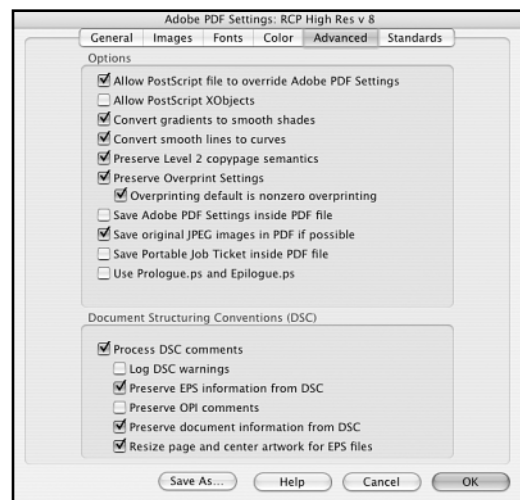 Adobe PDF Settings: RCP High Res v 8
General Images Fonts Color Advanced Standards
Options
Allow PostScript file to override Adobe PDF Settings
Allow PostScript XObjects
Convert gradients to smooth shades
Convert smooth lines to curves
Preserve Level 2 copypage semantics
Preserve Overprint Settings
Overprinting default is nonzero overprinting
Save Adobe PDF Settings inside PDF file
Save original JPEG images in PDF if possible
Save Portable Job Ticket inside PDF file
Use Prologue.ps and Epilogue.ps
Document Structuring Conventions (DSC)
Process DSC comments
Log DSC warnings
Preserve EPS information from DSC
Preserve OPI comments
Preserve document information from DSC
Resize page and center artwork for EPS files
Save As... Help Cancel OK